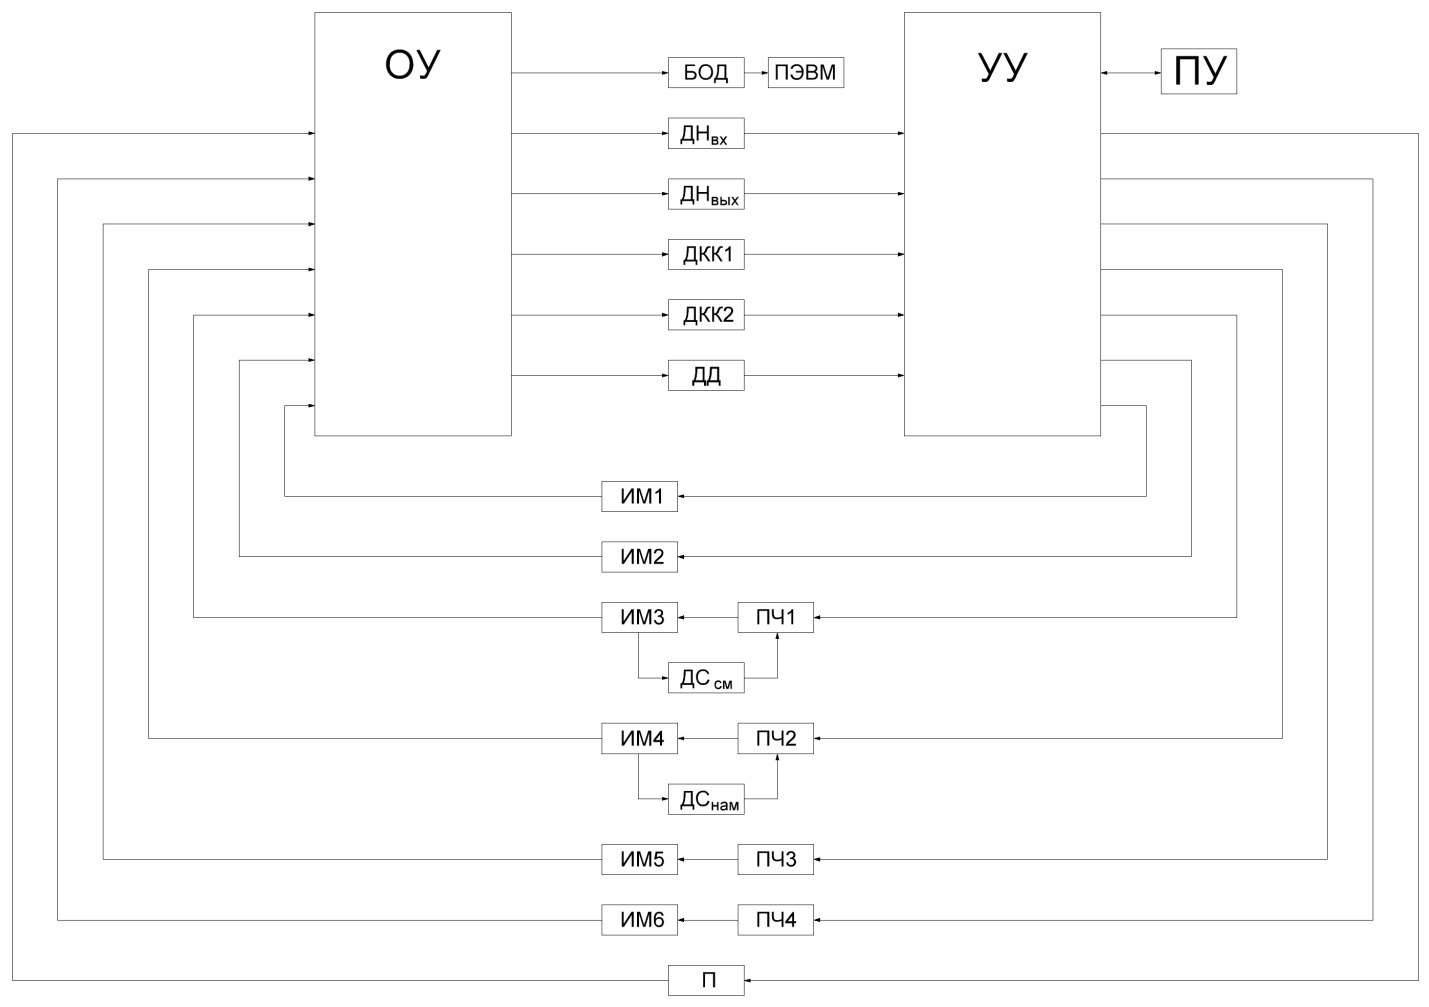 ОУ
УУ
ПУ
БОД
ПЭВМ
ДНвх
ДНвых
ДКК1
ДКК2
ДД
ИМ1
ИМ2
ИМ3
ПЧ1
ДС см
ИМ4
ПЧ2
ДСнам
ИМ5
ПЧ3
ИМ6
ПЧ4
П